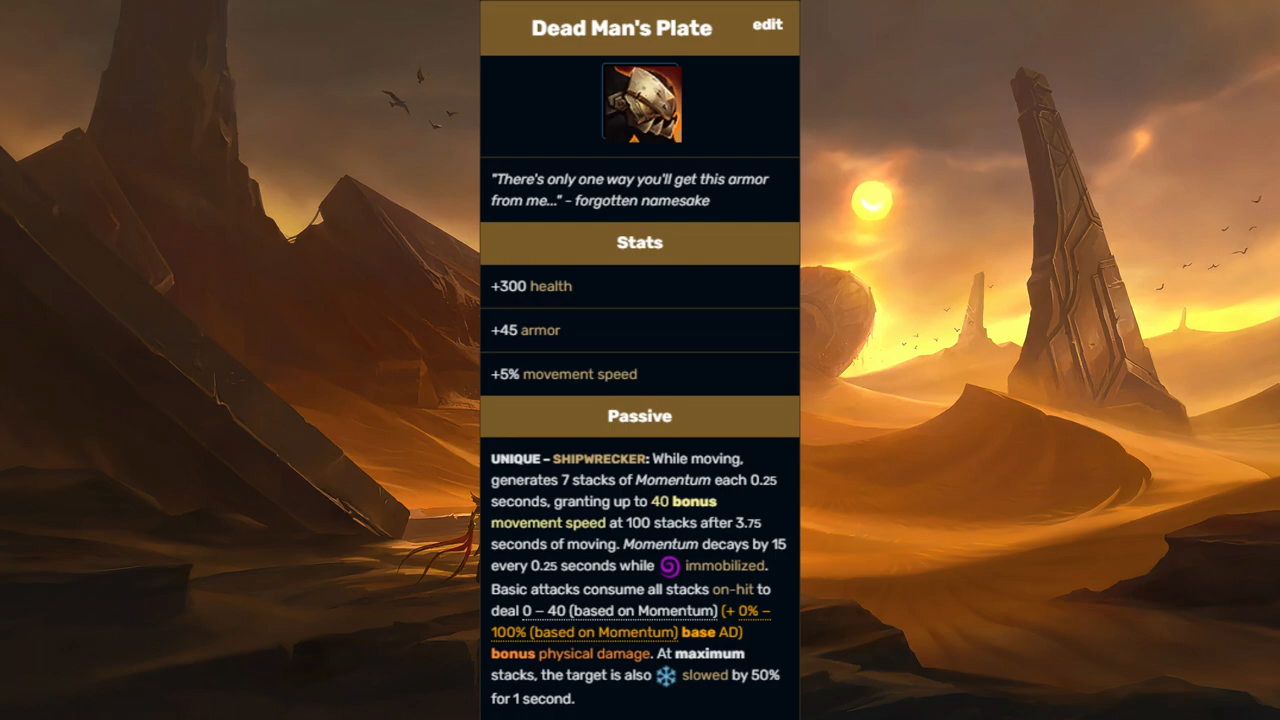 Dead Man's Plate
edit
"There's only one way you'll get this armor
from me..." - forgotten namesake
Stats
+300 health
+45 armor
+5% movement speed
Passive
UNIQUE – SHIPWRECKER: While moving,
generates 7 stacks of Momentum each 0.25
seconds, granting up to 40 bonus
movement speed at 100 stacks after 3.75
seconds of moving. Momentum decays by 15
every 0.25 seconds while immobilized.
Basic attacks consume all stacks on-hit to
deal 0 – 40 (based on Momentum) (+ 0% –
100% (based on Momentum) base AD)
bonus physical damage. At maximum
stacks, the target is also slowed by 50%
for 1 second.